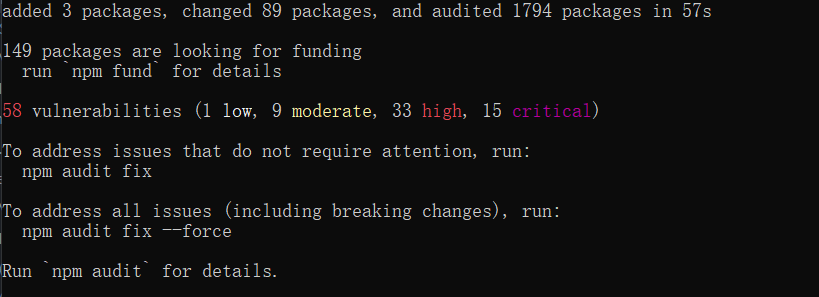 added 3 packages, changed 89 packages, and audited 1794 packages in 57s
149 packages are looking for funding
run `npm fund` for details
58 vulnerabilities (1 low, 9 moderate, 33 high, 15 critical)
To address issues that do not require attention, run:
npm audit fix
To address all issues (including breaking changes), run:
npm audit fix --force
Run `npm audit` for details.